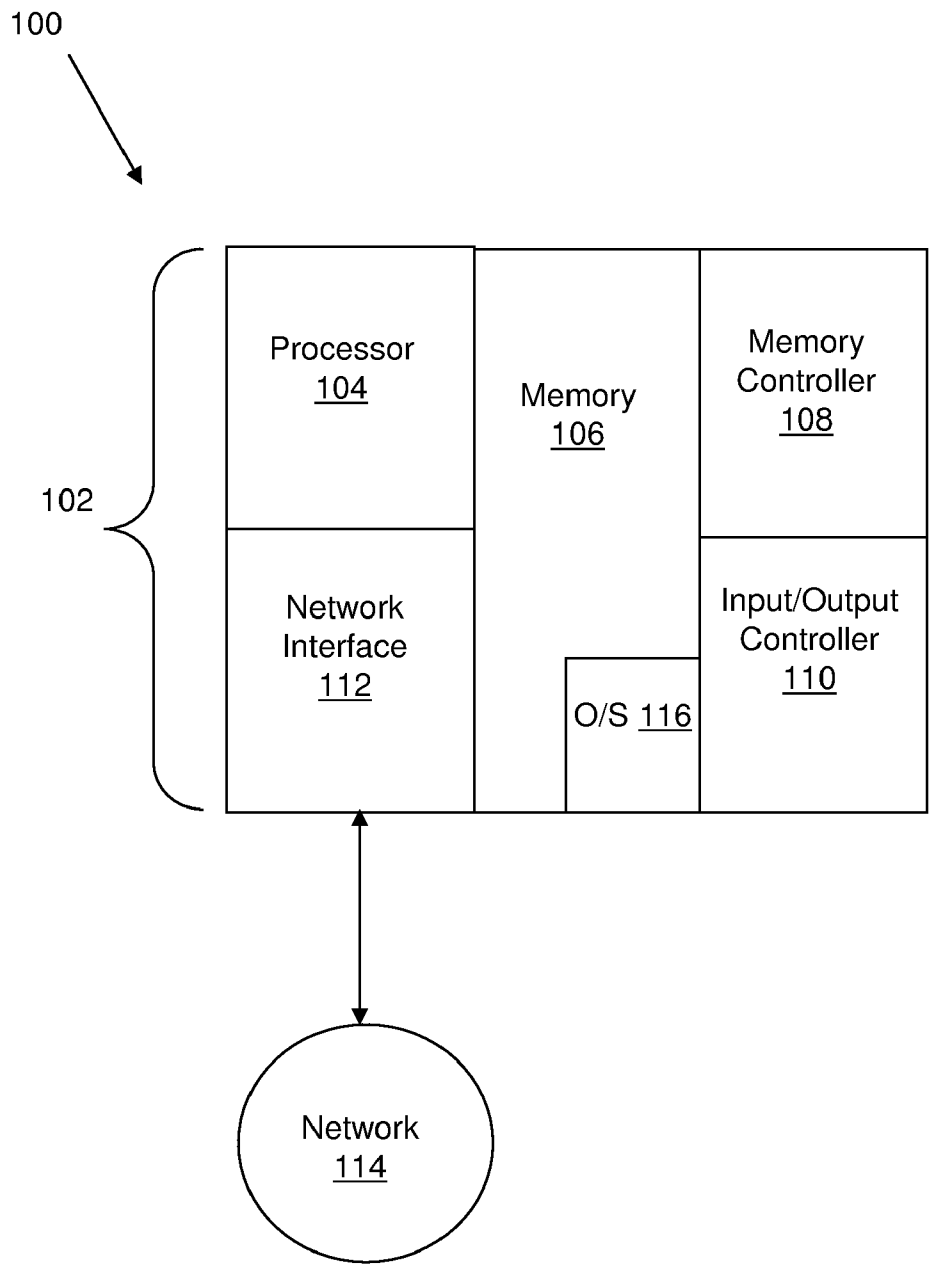 100
Processor
104
Memory
106
Memory
Controller
108
102
Network
Interface
112
Input/Output
Controller
110
O/S 116
Network
114